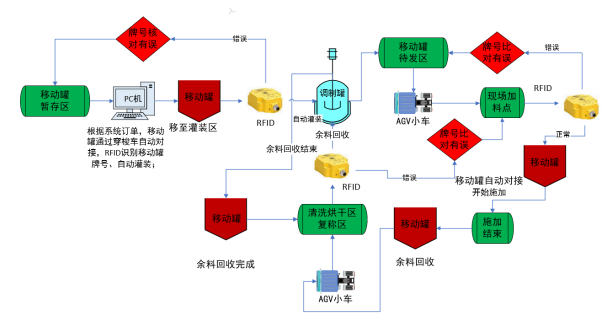 牌号核
对有误
错误
移动罐
暂存区
PC机
移动罐
移至灌装区
RFID
自动灌装
调制罐
余料回收
移动罐
待发区
牌号比
对有误
错误
RFID
AGV小车
现场加
料点
正常
根据系统订单，移动
罐通过穿梭车自动对
接，RFID识别移动罐
牌号、自动灌装；
余料回收结束
牌号比
对有误
RFID
错误
移动罐
移动罐自动对接
开始施加
移动罐
清洗烘干区
复称区
移动罐
施加
结束
余料回收完成
余料回收
AGV小车